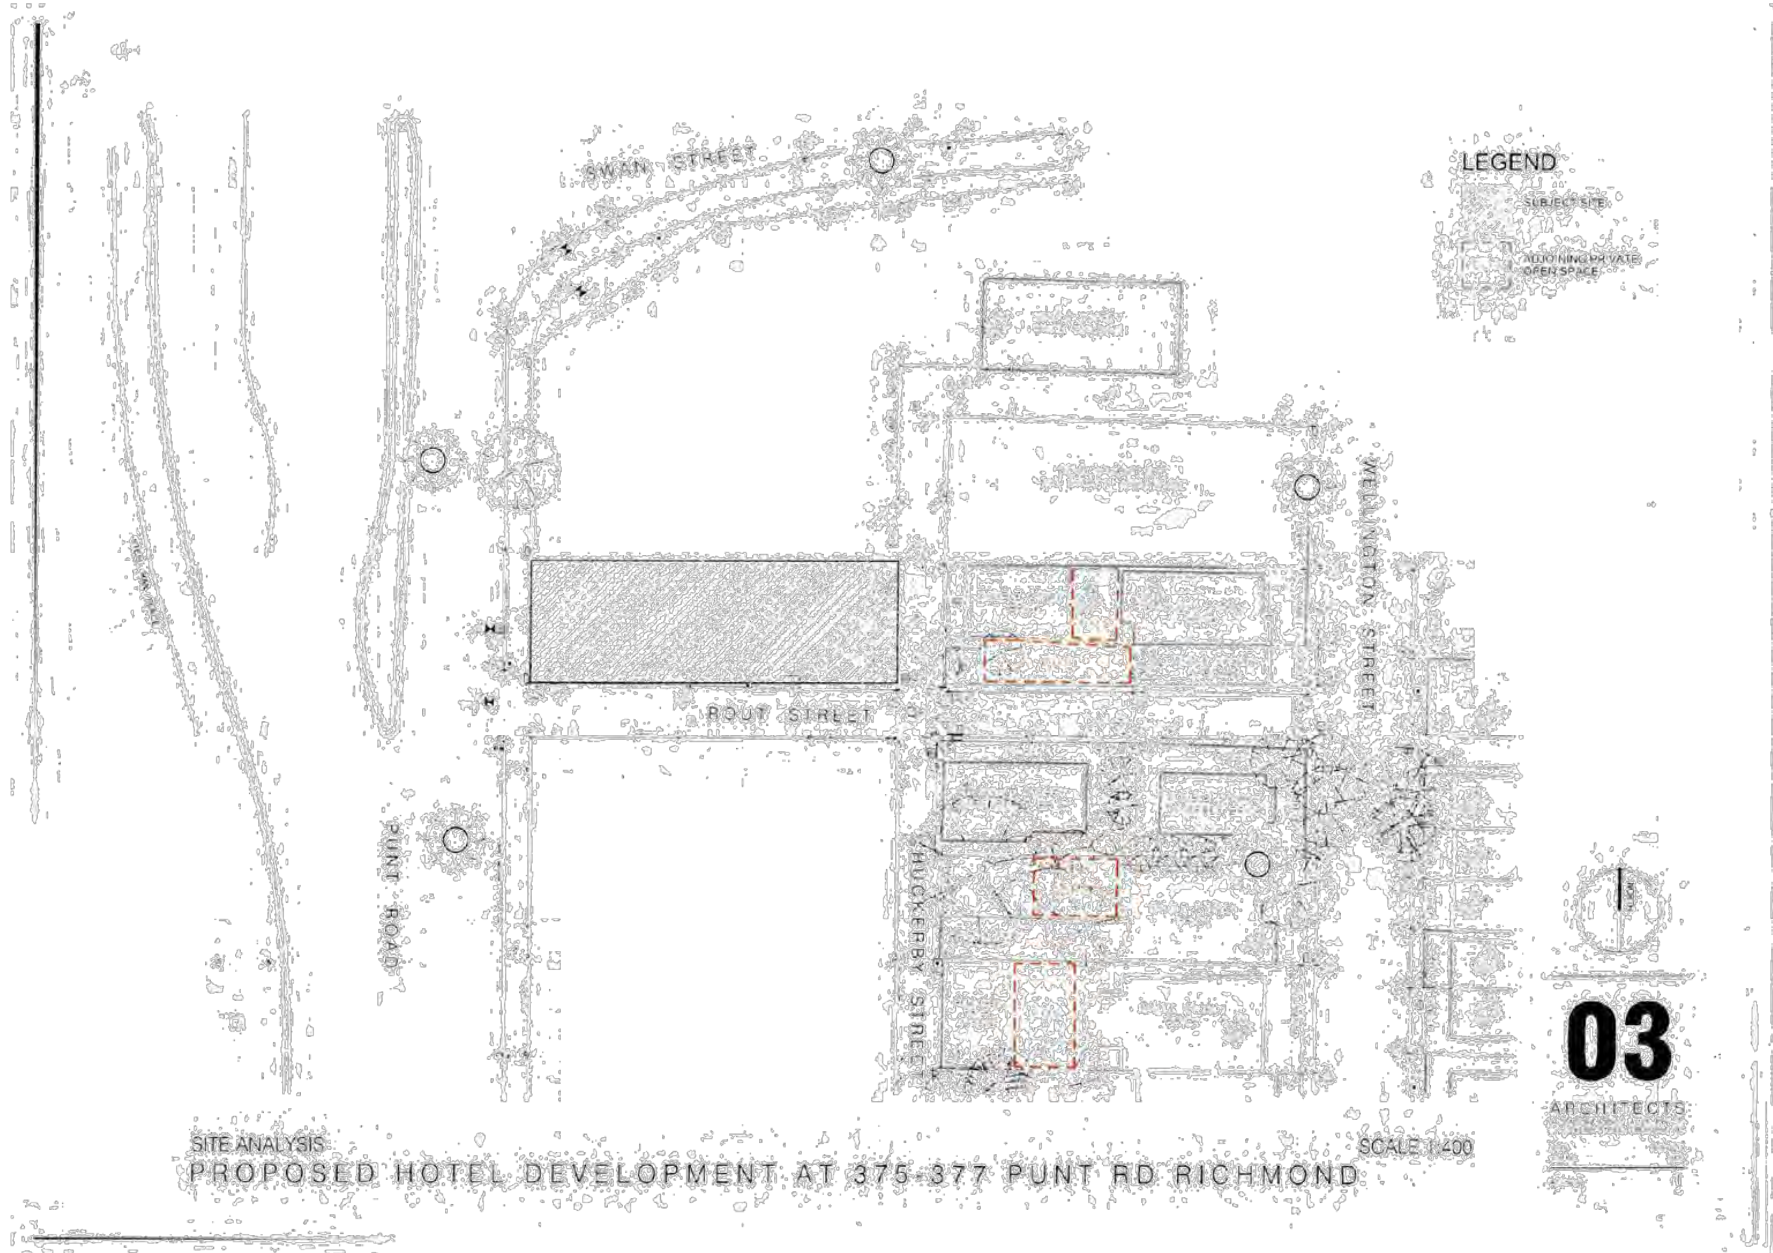 SWAN STREET
LEGEND
SUBJECT SITE
ADJOINING PRIVATE
OPEN SPACE
WELLINGTON STREET
ROUT STREET
PUNT ROAD
HUCKERBY STREET
NORTH
03
ARCHITECTS
SITE ANALYSIS
SCALE 1:400
PROPOSED HOTEL DEVELOPMENT AT 375-377 PUNT RD RICHMOND